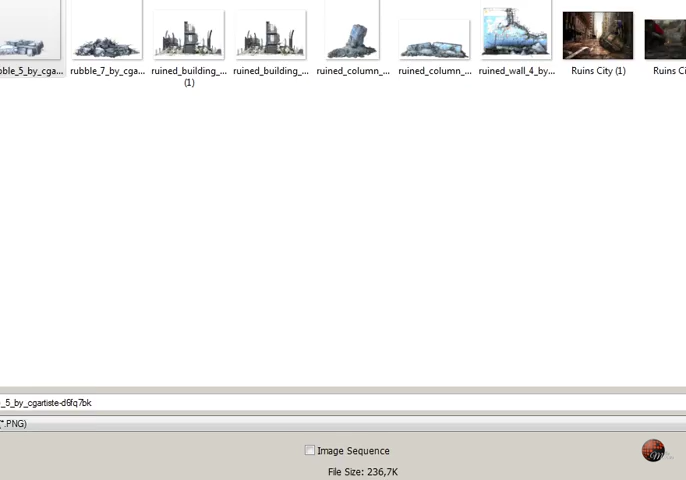 bble_5_by_cga... rubble_7_by_cga... ruined_building_... (1) ruined_building_... ruined_column_... ruined_column_... ruined_wall_4_by... Ruins City (1) Ruins Ci
_5_by_cgartiste-d6fq7bk
(*.PNG)
Image Sequence
File Size: 236,7K